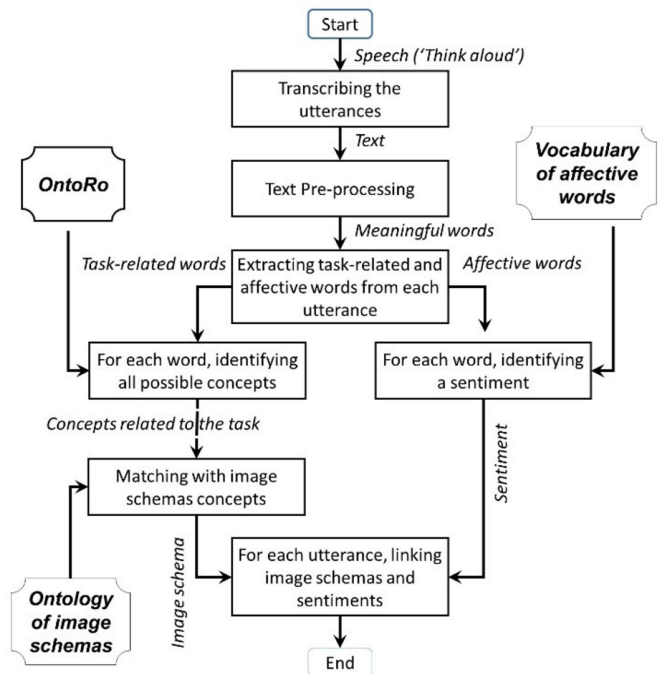 Start
Speech (‘Think aloud’)
Transcribing the
utterances
Text
OntoRo
Text Pre-processing
Vocabulary
of affective
words
Meaningful words
Task-related words
Extracting task-related and
affective words from each
utterance
Affective words
For each word, identifying
all possible concepts
For each word, identifying
a sentiment
Concepts related to the task
Sentiment
Matching with image
schemas concepts
Image schema
For each utterance, linking
image schemas and
sentiments
Ontology
of image
schemas
End